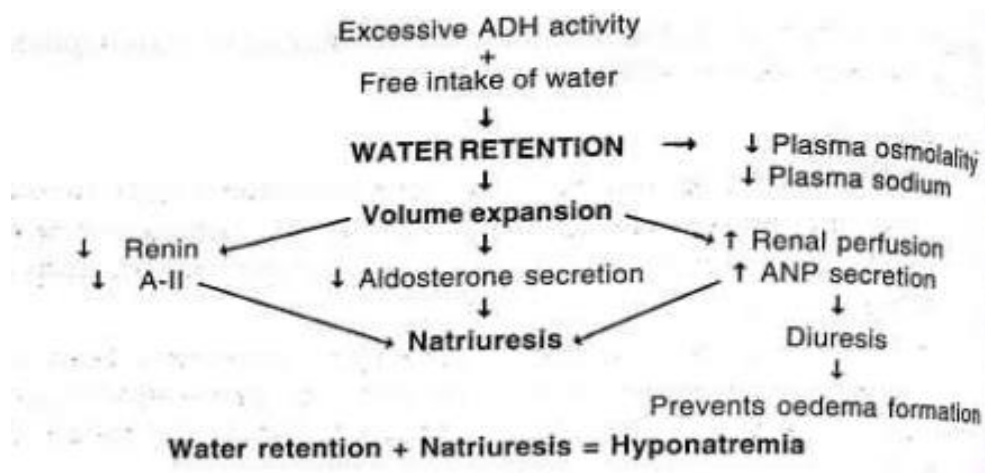 Excessive ADH activity
+
Free intake of water
↓
WATER RETENTION → ↓ Plasma osmolality
↓ ↓ Plasma sodium
Volume expansion
↓ Renin ↓ ↑ Renal perfusion
↓ A-II ↓ Aldosterone secretion ↑ ANP secretion
↓ ↓
Natriuresis Diuresis
↓
Prevents oedema formation
Water retention + Natriuresis = Hyponatremia